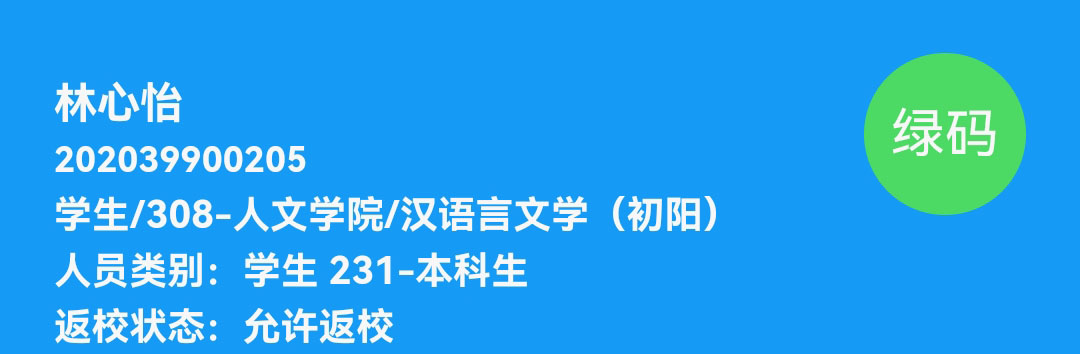 林心怡
202039900205
学生/308-人文学院/汉语言文学（初阳）
人员类别：学生 231-本科生
返校状态：允许返校
绿码